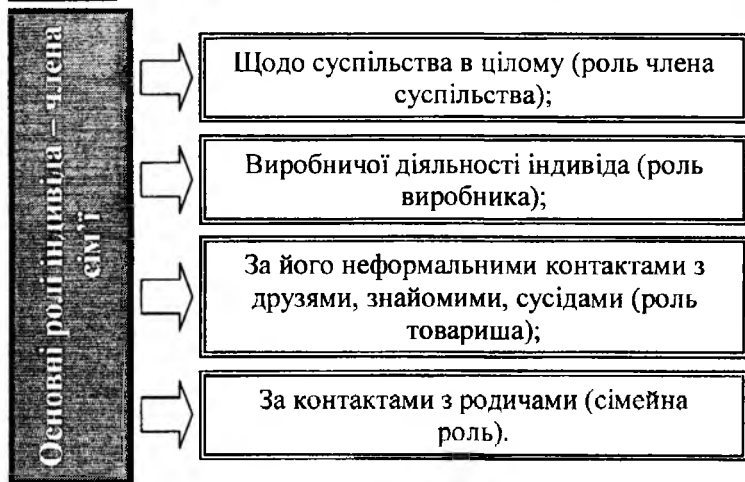 Основні ролі індивіда – члена
сім’ї
Щодо суспільства в цілому (роль члена
суспільства);
Виробничої діяльності індивіда (роль
виробника);
За його неформальними контактами з
друзями, знайомими, сусідами (роль
товариша);
За контактами з родичами (сімейна
роль).